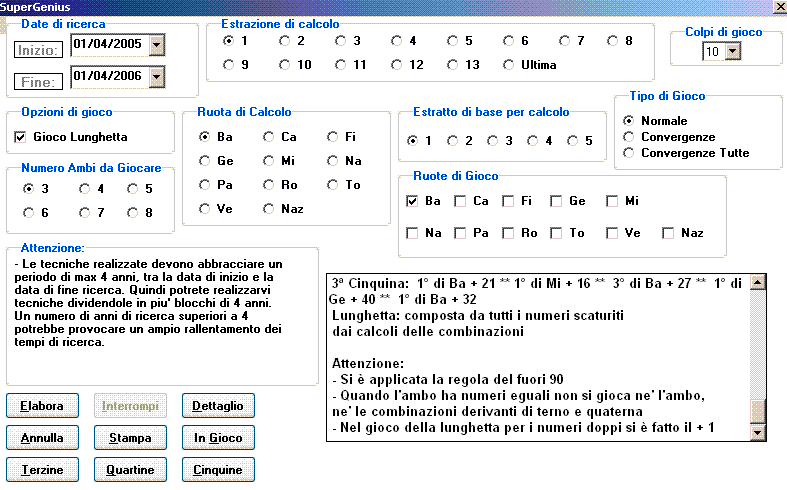 SuperGenius
Date di ricerca
Inizio: 01/04/2005
Fine: 01/04/2006
Estrazione di calcolo
1 2 3 4 5 6 7 8
9 10 11 12 13 Ultima
Colpi di gioco
10
Opzioni di gioco
Gioco Lunghetta
Numero Ambi da Giocare
3 4 5
6 7 8
Ruota di Calcolo
Ba Ca Fi
Ge Mi Na
Pa Ro To
Ve Naz
Estratto di base per calcolo
1 2 3 4 5
Tipo di Gioco
Normale
Convergenze
Convergenze Tutte
Ruote di Gioco
Ba Ca Fi Ge Mi
Na Pa Ro To Ve Naz
Attenzione:
- Le tecniche realizzate devono abbracciare un
periodo di max 4 anni, tra la data di inizio e la
data di fine ricerca. Quindi potrete realizzarvi
tecniche dividendole in piu' blocchi di 4 anni.
Un numero di anni di ricerca superiori a 4
potrebbe provocare un ampio rallentamento dei
tempi di ricerca.
3ª Cinquina: 1° di Ba + 21 ** 1° di Mi + 16 ** 3° di Ba + 27 ** 1° di
Ge + 40 ** 1° di Ba + 32
Lunghetta: composta da tutti i numeri scaturiti
dai calcoli delle combinazioni
Attenzione:
- Si è applicata la regola del fuori 90
- Quando l'ambo ha numeri eguali non si gioca ne' l'ambo,
ne' le combinazioni derivanti di terno e quaterna
- Nel gioco della lunghetta per i numeri doppi si è fatto il + 1
Elabora Interrompi Dettaglio
Annulla Stampa In Gioco
Terzine Quartine Cinquine